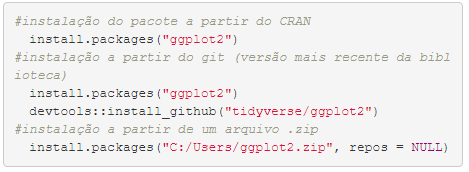 #instalação do pacote a partir do CRAN
  install.packages("ggplot2")
#instalação a partir do git (versão mais recente da bibl
ioteca)
  install.packages("ggplot2")
  devtools::install_github("tidyverse/ggplot2")
#instalação a partir de um arquivo .zip
  install.packages("C:/Users/ggplot2.zip", repos = NULL)